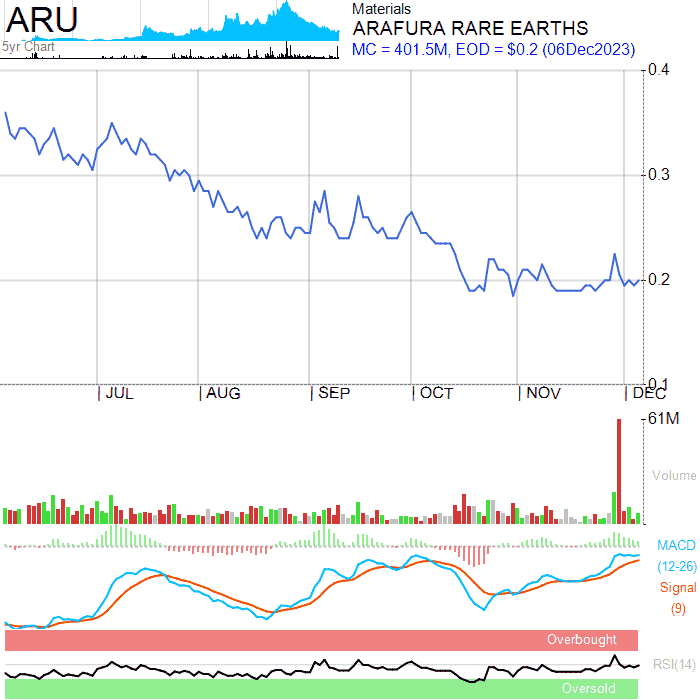 ARU
5yr Chart
Materials
ARAFURA RARE EARTHS
MC = 401.5M, EOD = $0.2 (06Dec2023)
0.4
0.3
0.2
0.1
JUL AUG SEP OCT NOV DEC
61M
Volume
MACD
(12-26)
Signal
(9)
Overbought
RSI(14)
Oversold